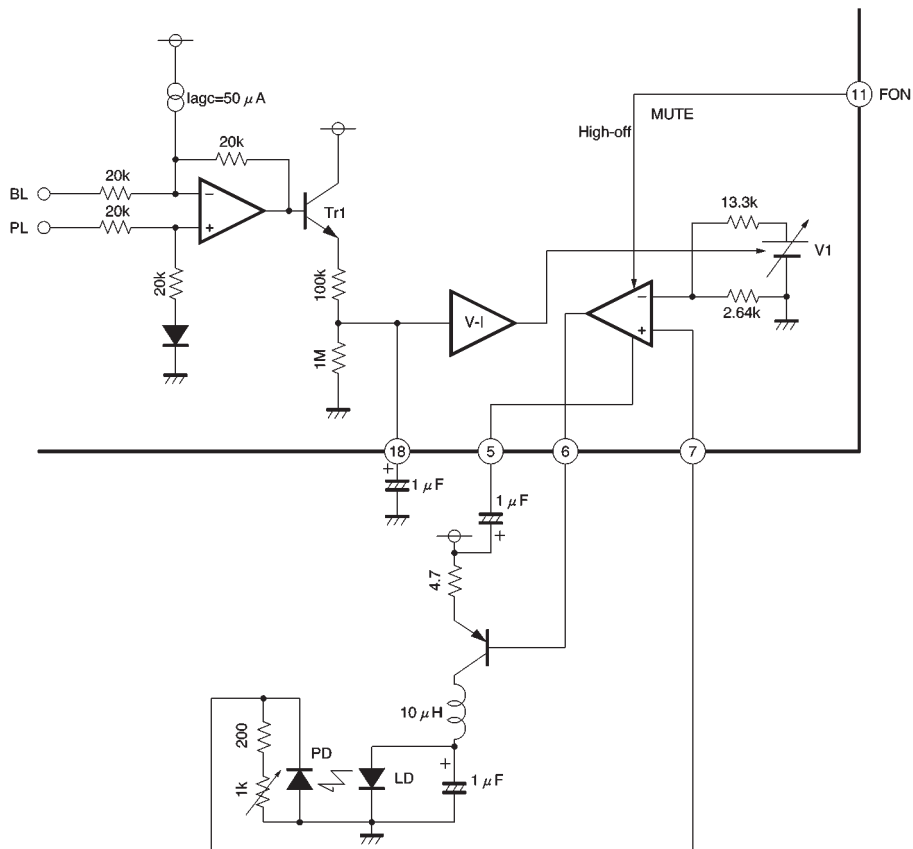 Iagc=50 μA
11
FON
MUTE
High-off
20k
20k
BL
20k
PL
−
+
Tr1
13.3k
V1
20k
100k
V-I
−
+
2.64k
1M
18
5
6
7
+
1 μF
1 μF
+
4.7
10 μH
200
PD
LD
+
1 μF
1k